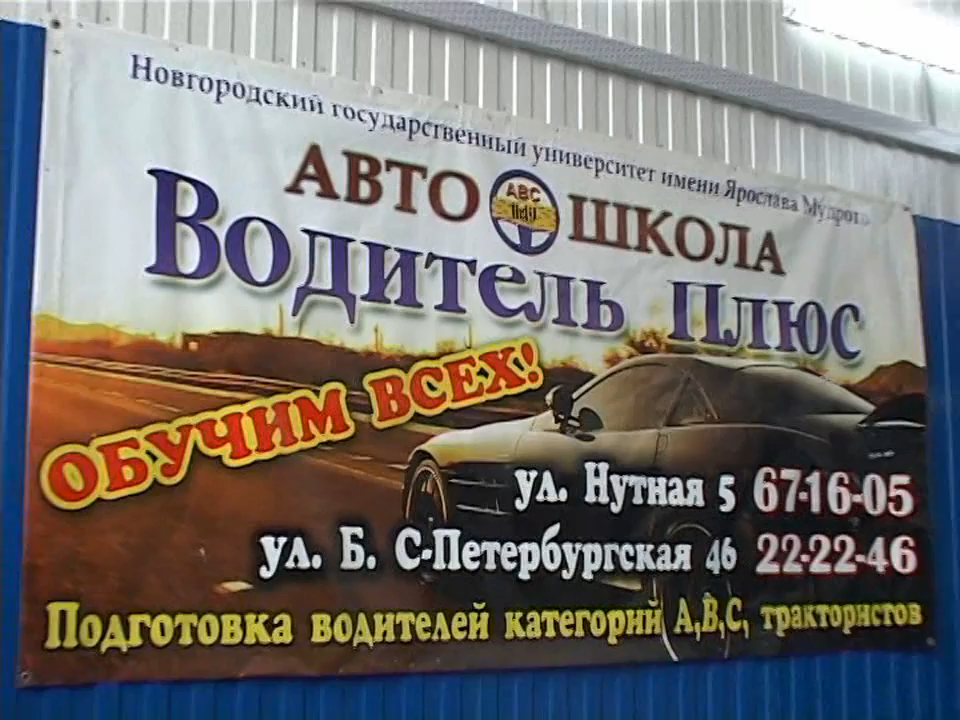 Новгородский государственный университет имени Ярослава Мудрого
АВТО АВС ШКОЛА
Водитель Плюс
ОБУЧИМ ВСЕХ!
ул. Нутная 5 67-16-05
ул. Б. С-Петербургская 46 22-22-46
Подготовка водителей категорий А,В,С, трактористов